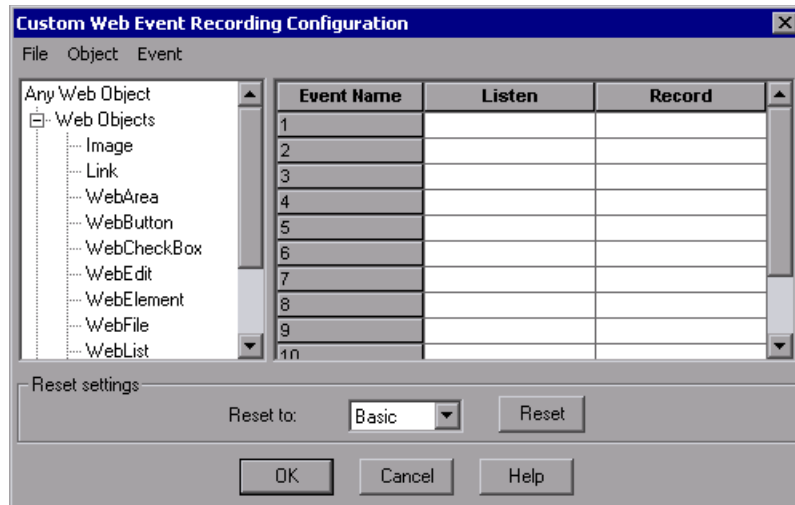 Custom Web Event Recording Configuration
File Object Event
Any Web Object
Web Objects
Image
Link
WebArea
WebButton
WebCheckBox
WebEdit
WebElement
WebFile
WebList
Event Name Listen Record
1
2
3
4
5
6
7
8
9
10
Reset settings
Reset to: Basic Reset
OK Cancel Help